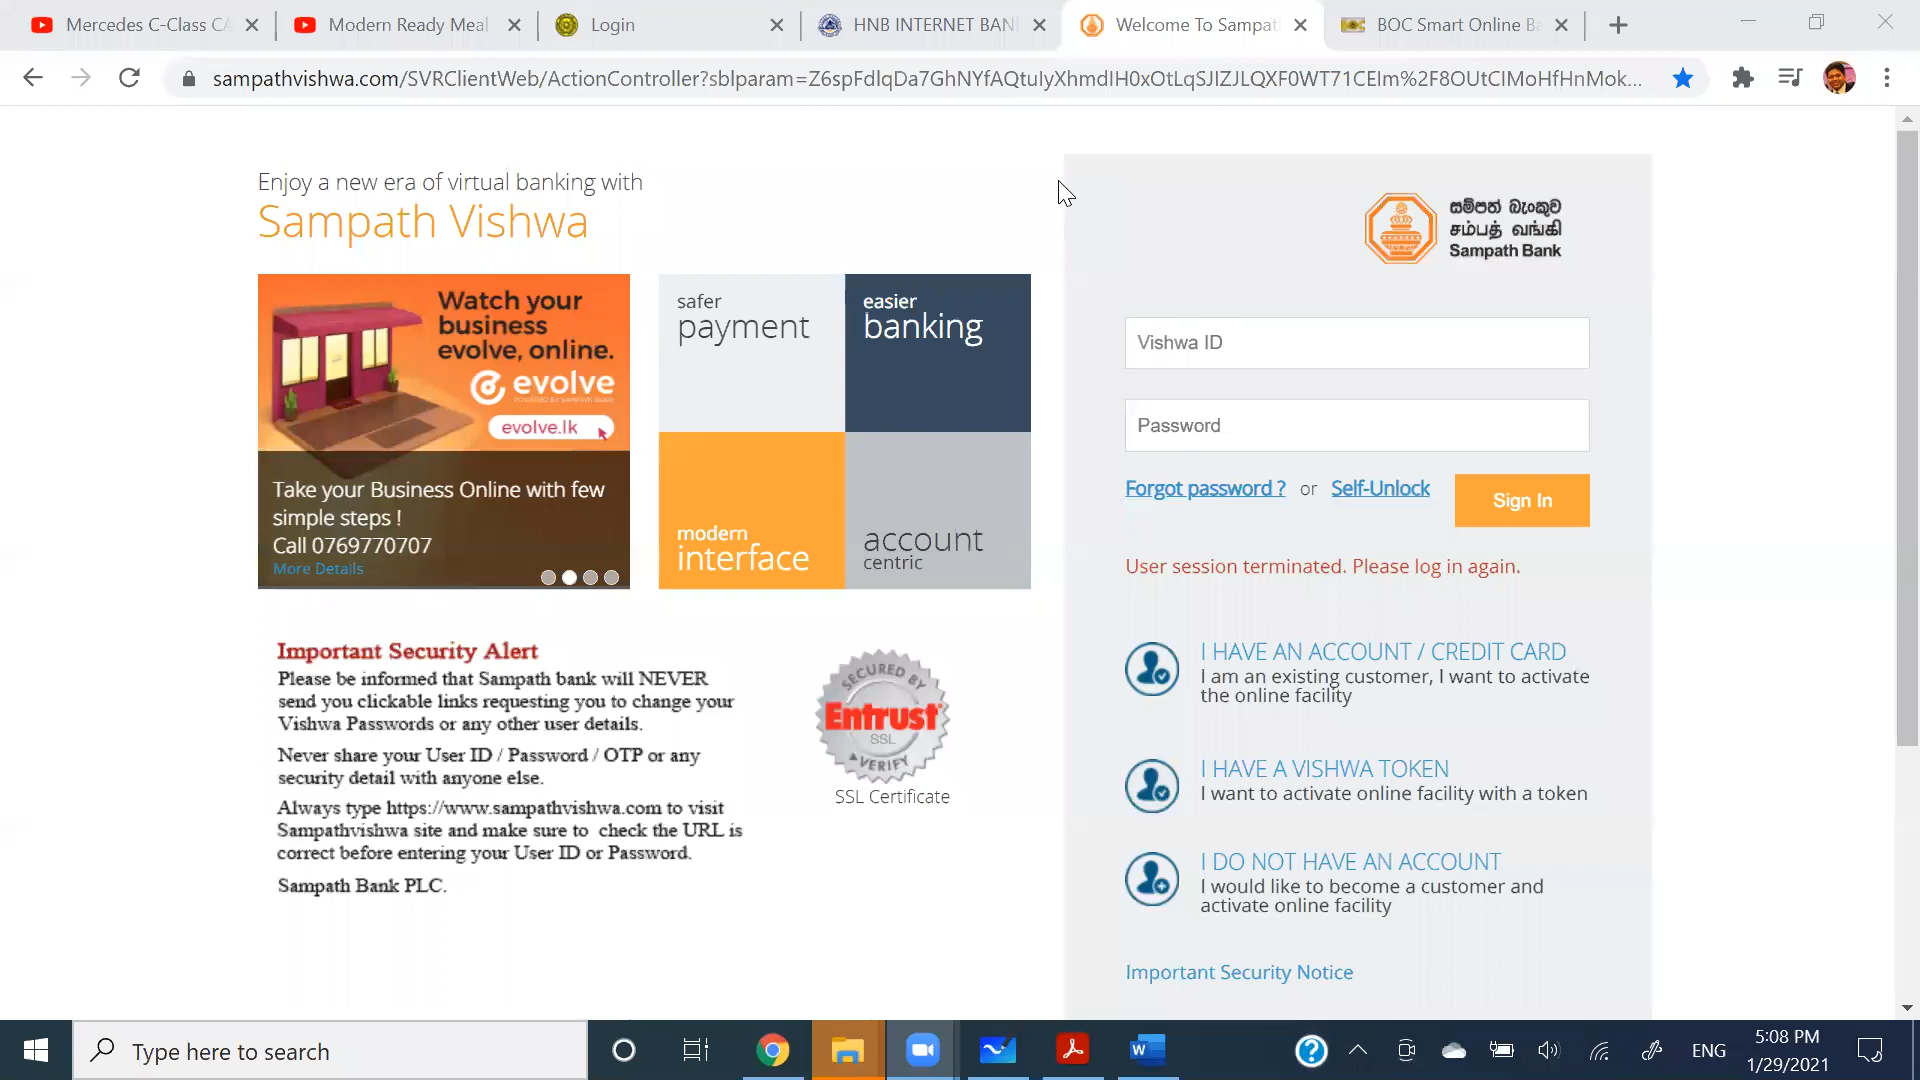 Mercedes C-Class CA
Modern Ready Meal
Login
HNB INTERNET BAN
Welcome To Sampat
BOC Smart Online Ba
sampathvishwa.com/SVRClientWeb/ActionController?sblparam=Z6spFdlqDa7GhNYfAQtulyXhmdIH0xOtLqSJIZJLQXF0WT71CEIm%2F8OUtCIMoHfHnMok...
Enjoy a new era of virtual banking with
Sampath Vishwa
Watch your
business
evolve, online.
evolve
POWERED BY SAMPATH BANK
evolve.lk
Take your Business Online with few
simple steps !
Call 0769770707
More Details
safer
payment
easier
banking
modern
interface
account
centric
Important Security Alert
Please be informed that Sampath bank will NEVER
send you clickable links requesting you to change your
Vishwa Passwords or any other user details.
Never share your User ID / Password / OTP or any
security detail with anyone else.
Always type https://www.sampathvishwa.com to visit
Sampathvishwa site and make sure to check the URL is
correct before entering your User ID or Password.
Sampath Bank PLC.
SECURED BY
Entrust
SSL
VERIFY
SSL Certificate
සම්පත් බැංකුව
சம்பத் வங்கி
Sampath Bank
Vishwa ID
Password
Forgot password ? or Self-Unlock
Sign In
User session terminated. Please log in again.
I HAVE AN ACCOUNT / CREDIT CARD
I am an existing customer, I want to activate
the online facility
I HAVE A VISHWA TOKEN
I want to activate online facility with a token
I DO NOT HAVE AN ACCOUNT
I would like to become a customer and
activate online facility
Important Security Notice
Type here to search
ENG
5:08 PM
1/29/2021